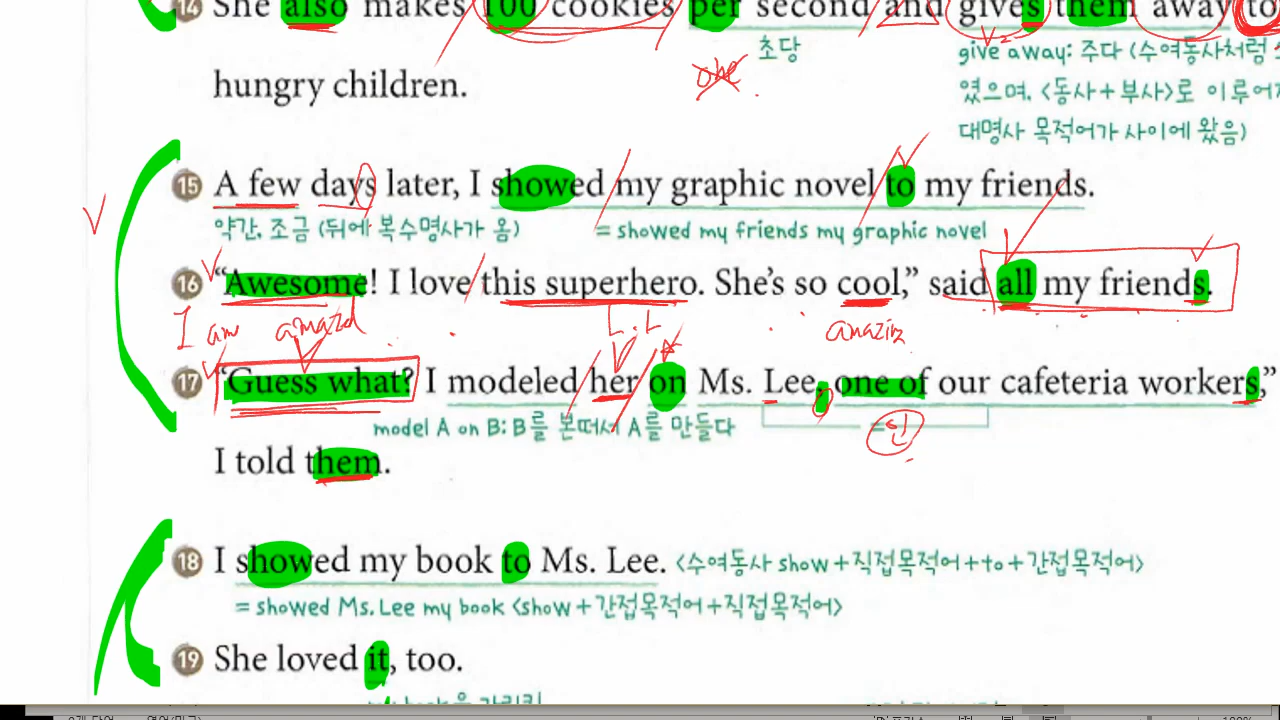 14 She also makes 100 cookies per second and gives them away to
초당
give away: 주다 (수여동사처럼
one
hungry children.
였으며, <동사+부사>로
대명사 목적어가 사이에 왔음)
15 A few days later, I showed my graphic novel to my friends.
약간, 조금 (뒤에 복수명사가 옴)
= showed my friends my graphic novel
16 “Awesome! I love this superhero. She’s so cool,” said all my friends.
I am amazed
L.L
amazin
17 “Guess what? I modeled her on Ms. Lee, one of our cafeteria workers,”
model A on B: B를 본떠서 A를 만들다
I told them.
18 I showed my book to Ms. Lee. <수여동사 show+직접목적어+to+간접목적어>
= showed Ms. Lee my book <show+간접목적어+직접목적어>
19 She loved it, too.